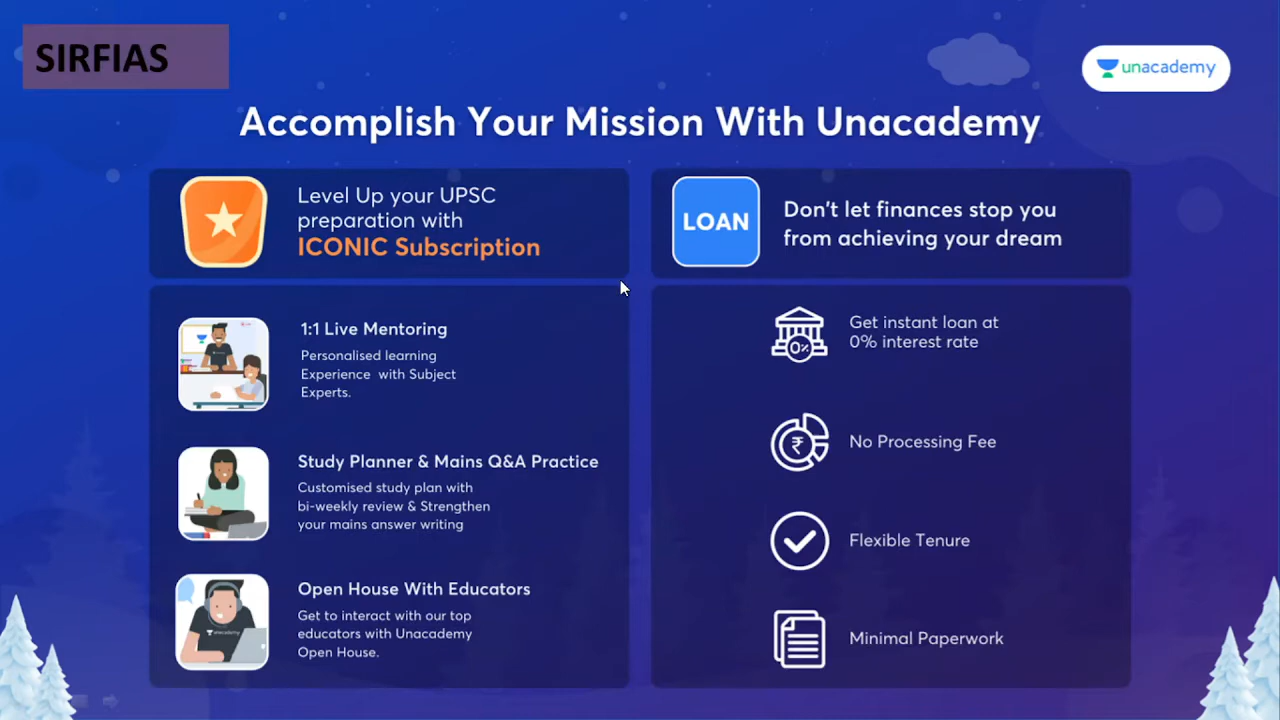 SIRFIAS
unacademy
Accomplish Your Mission With Unacademy
Level Up your UPSC
preparation with
ICONIC Subscription
1:1 Live Mentoring
Personalised learning
Experience with Subject
Experts.
Study Planner & Mains Q&A Practice
Customised study plan with
bi-weekly review & Strengthen
your mains answer writing
Open House With Educators
unacademy
Get to interact with our top
educators with Unacademy
Open House.
LOAN
Don't let finances stop you
from achieving your dream
0%
Get instant loan at
0% interest rate
₹
No Processing Fee
Flexible Tenure
Minimal Paperwork